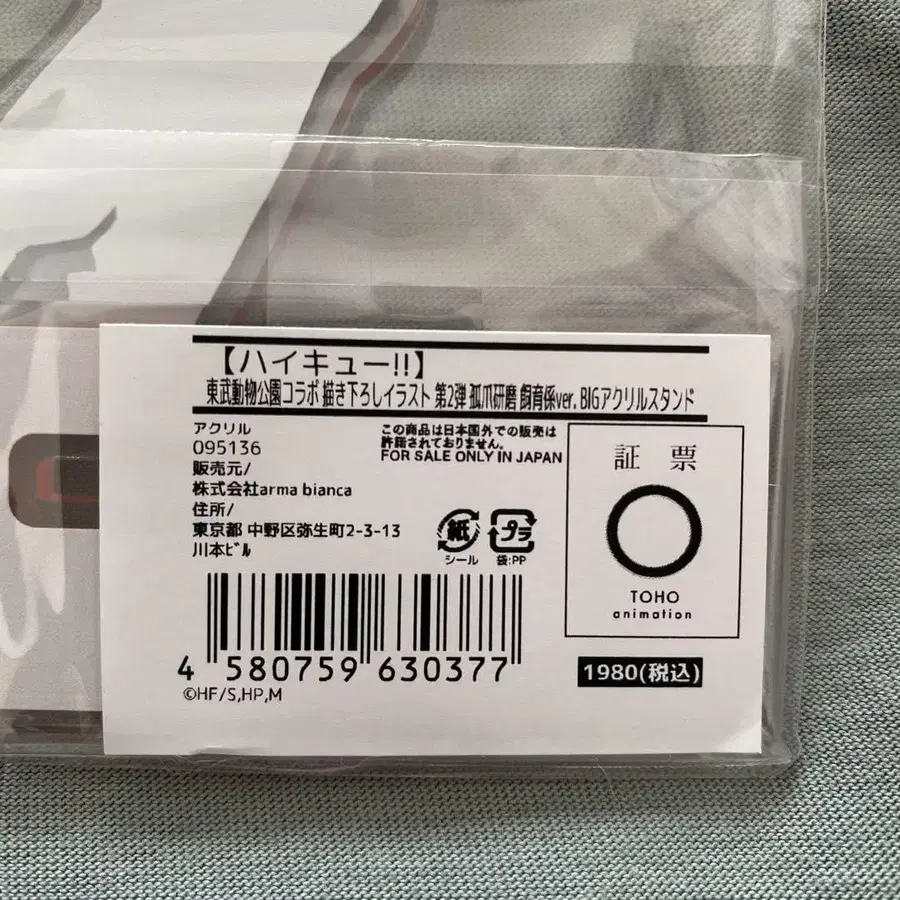 【ハイキュー!!】
東武動物公園コラボ 描き下ろしイラスト 第2弾 孤爪研磨 飼育係ver. BIGアクリルスタンド
アクリル
095136
販売元/
株式会社arma bianca
住所/
東京都 中野区弥生町2-3-13
川本ビル
この商品は日本国外での販売は
許諾されておりません。
FOR SALE ONLY IN JAPAN
紙
シール
プラ
袋:PP
証 票
TOHO
animation
4 580759 630377
1980(税込)
©HF/S,HP,M